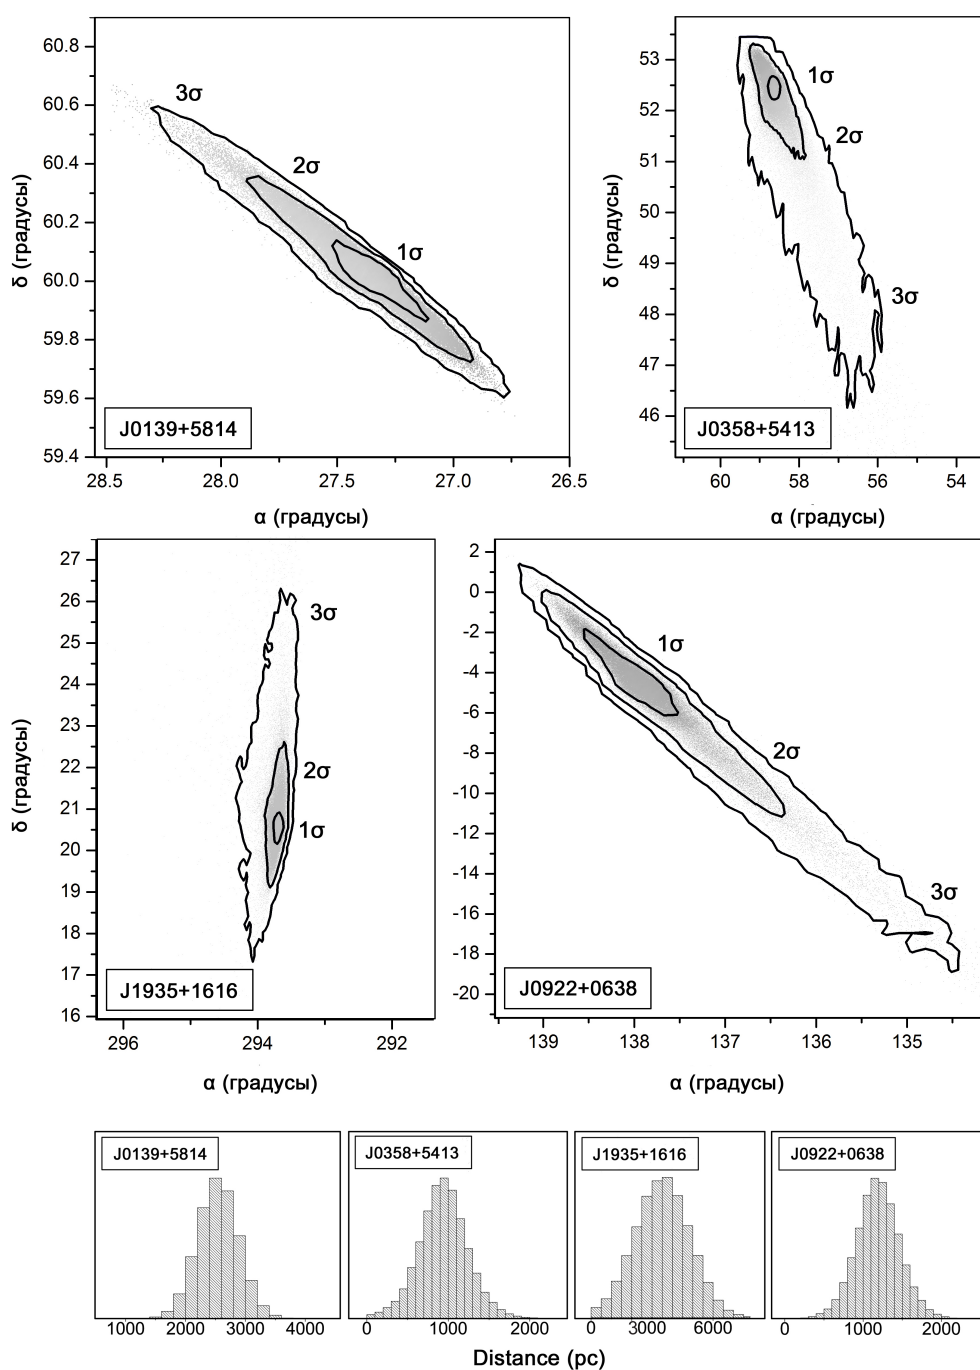 60.8
60.6
60.4
60.2
60.0
59.8
59.6
59.4
δ (градусы)
3σ
2σ
1σ
J0139+5814
28.5 28.0 27.5 27.0 26.5
α (градусы)
53
52
51
50
49
48
47
46
δ (градусы)
1σ
2σ
3σ
J0358+5413
60 58 56 54
α (градусы)
27
26
25
24
23
22
21
20
19
18
17
16
δ (градусы)
3σ
2σ
1σ
J1935+1616
296 294 292
α (градусы)
2
0
-2
-4
-6
-8
-10
-12
-14
-16
-18
-20
1σ
2σ
3σ
J0922+0638
139 138 137 136 135
α (градусы)
J0139+5814
1000 2000 3000 4000
J0358+5413
0 1000 2000
J1935+1616
0 3000 6000
J0922+0638
0 1000 2000
Distance (pc)